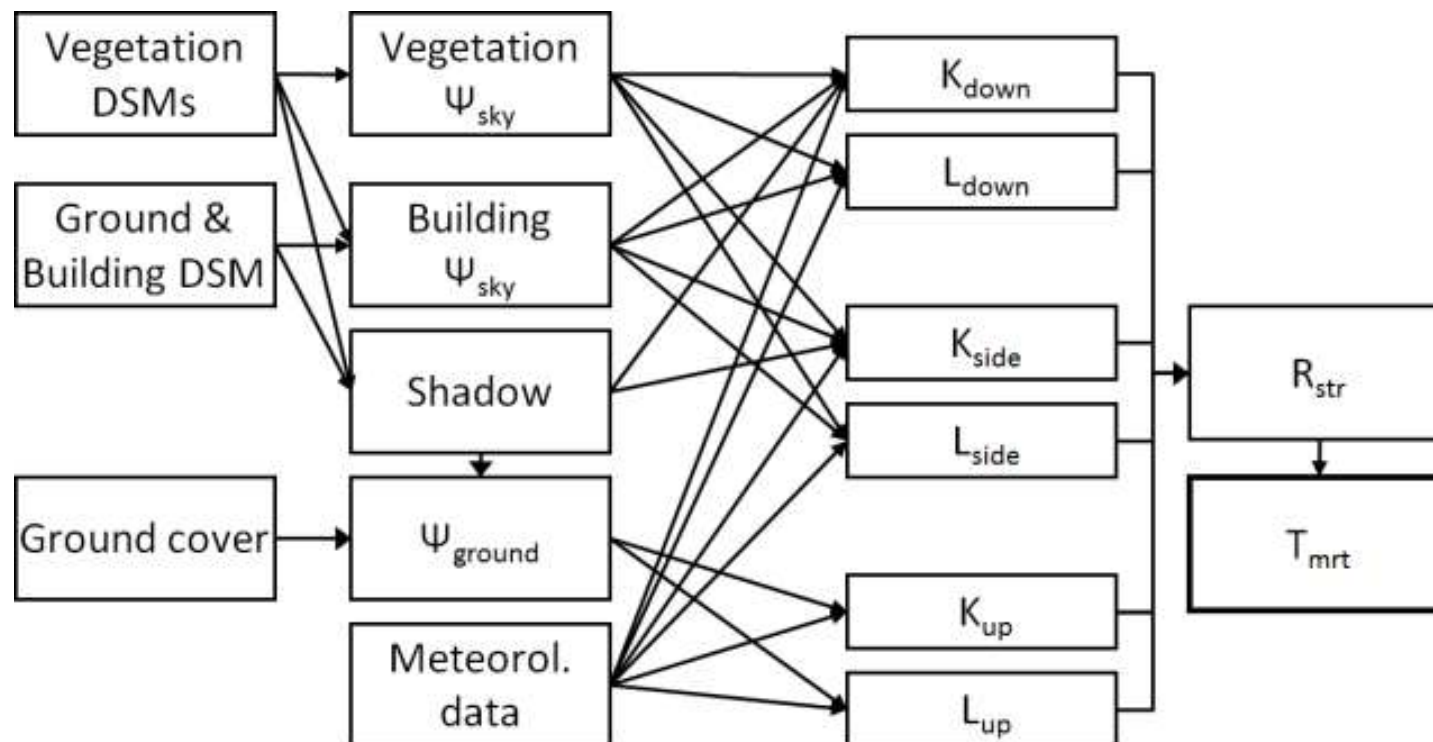 Vegetation
DSMs
Ground &
Building DSM
Ground cover
Vegetation
Ψsky
Building
Ψsky
Shadow
Ψground
Meteorol.
data
Kdown
Ldown
Kside
Lside
Kup
Lup
Rstr
Tmrt